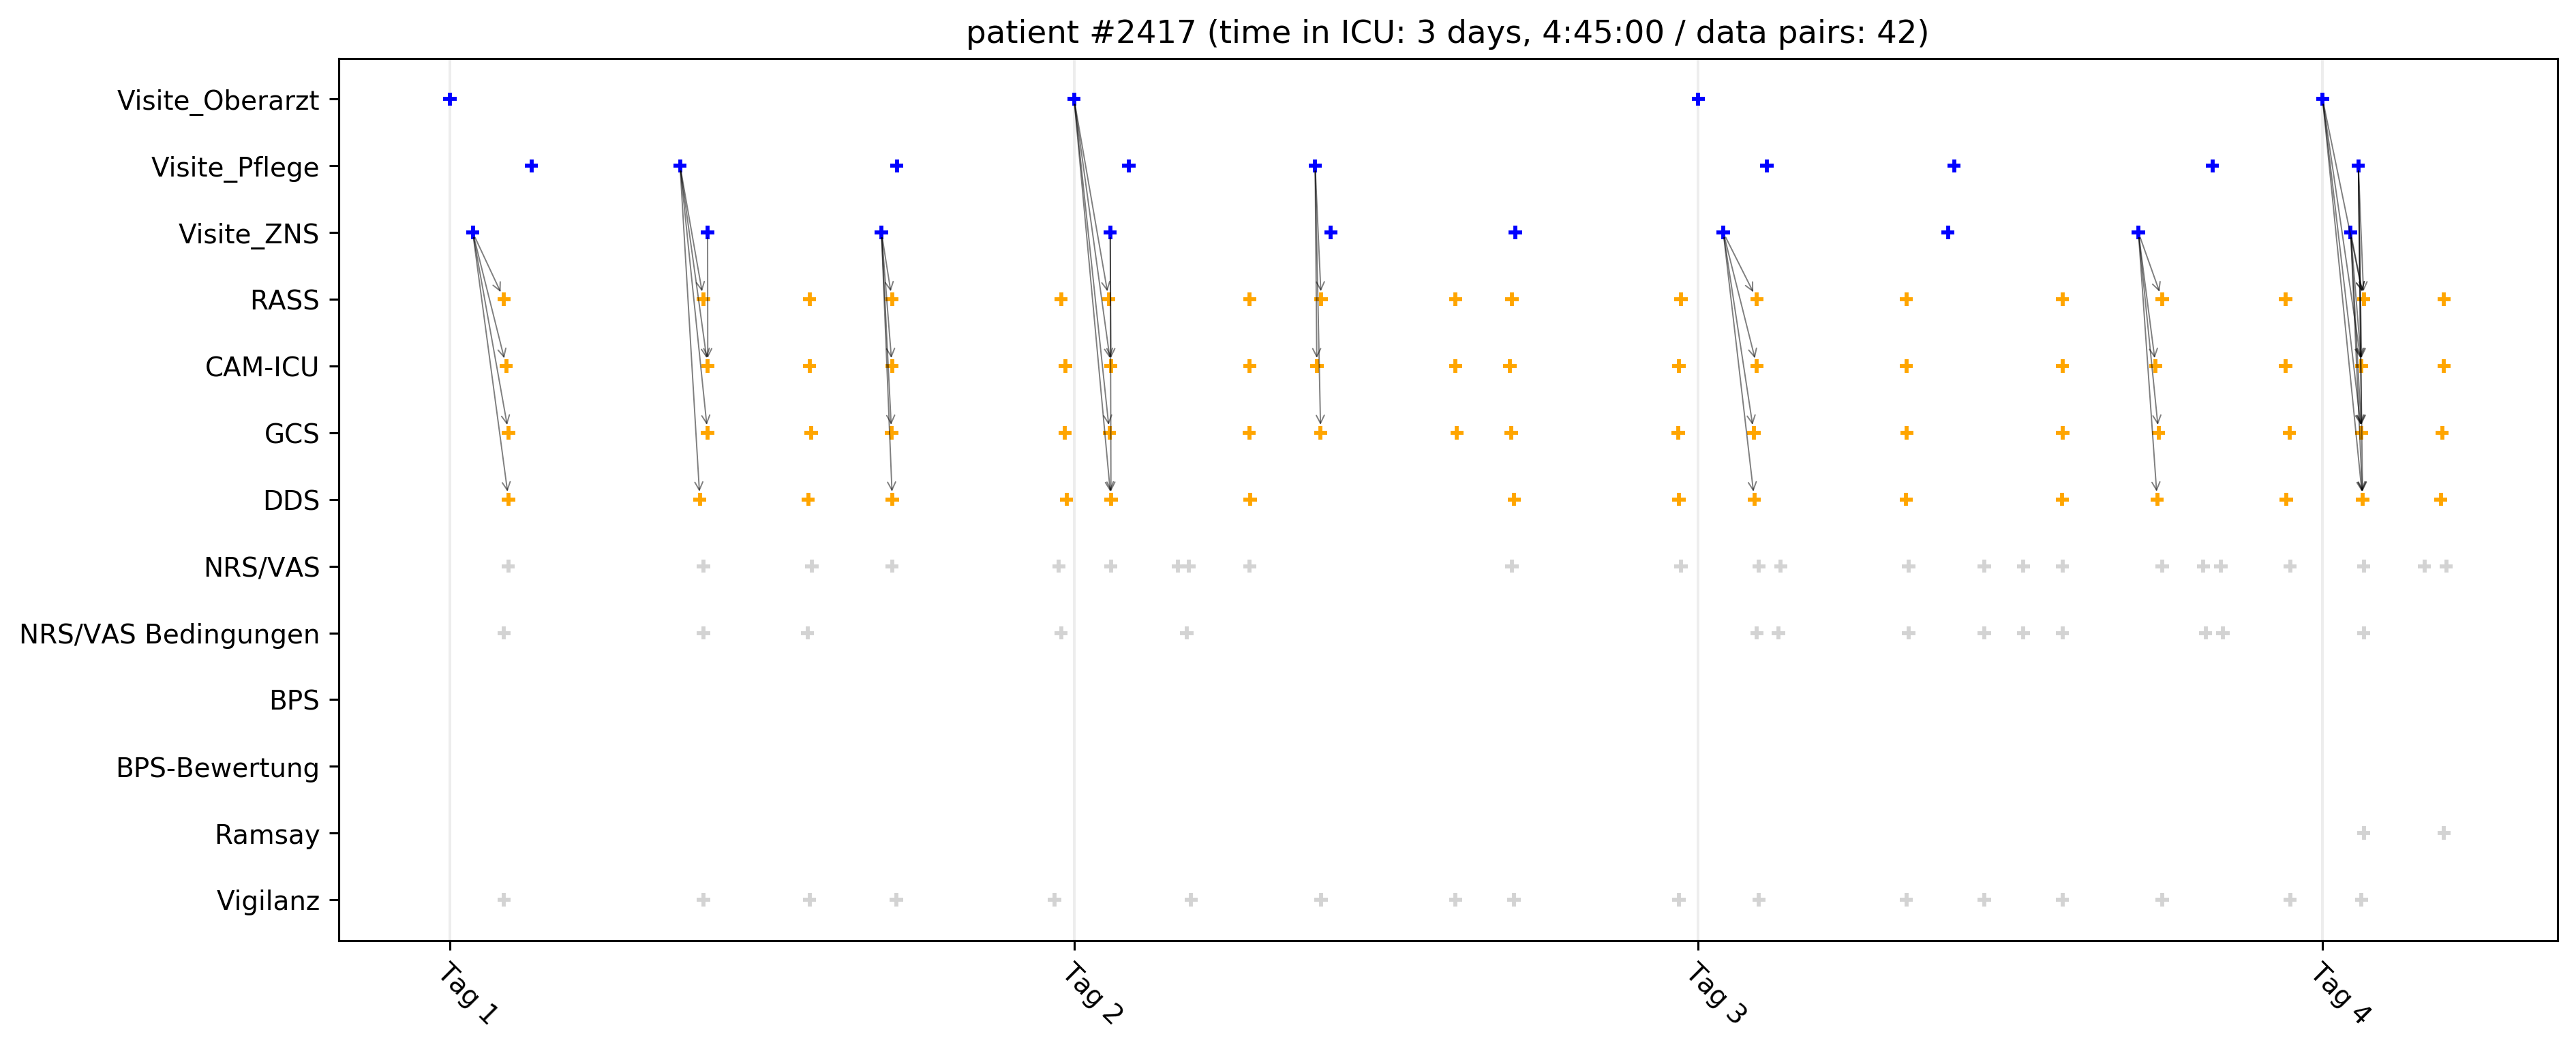 patient #2417 (time in ICU: 3 days, 4:45:00 / data pairs: 42)
Visite_Oberarzt
Visite_Pflege
Visite_ZNS
RASS
CAM-ICU
GCS
DDS
NRS/VAS
NRS/VAS Bedingungen
BPS
BPS-Bewertung
Ramsay
Vigilanz
Tag 1
Tag 2
Tag 3
Tag 4